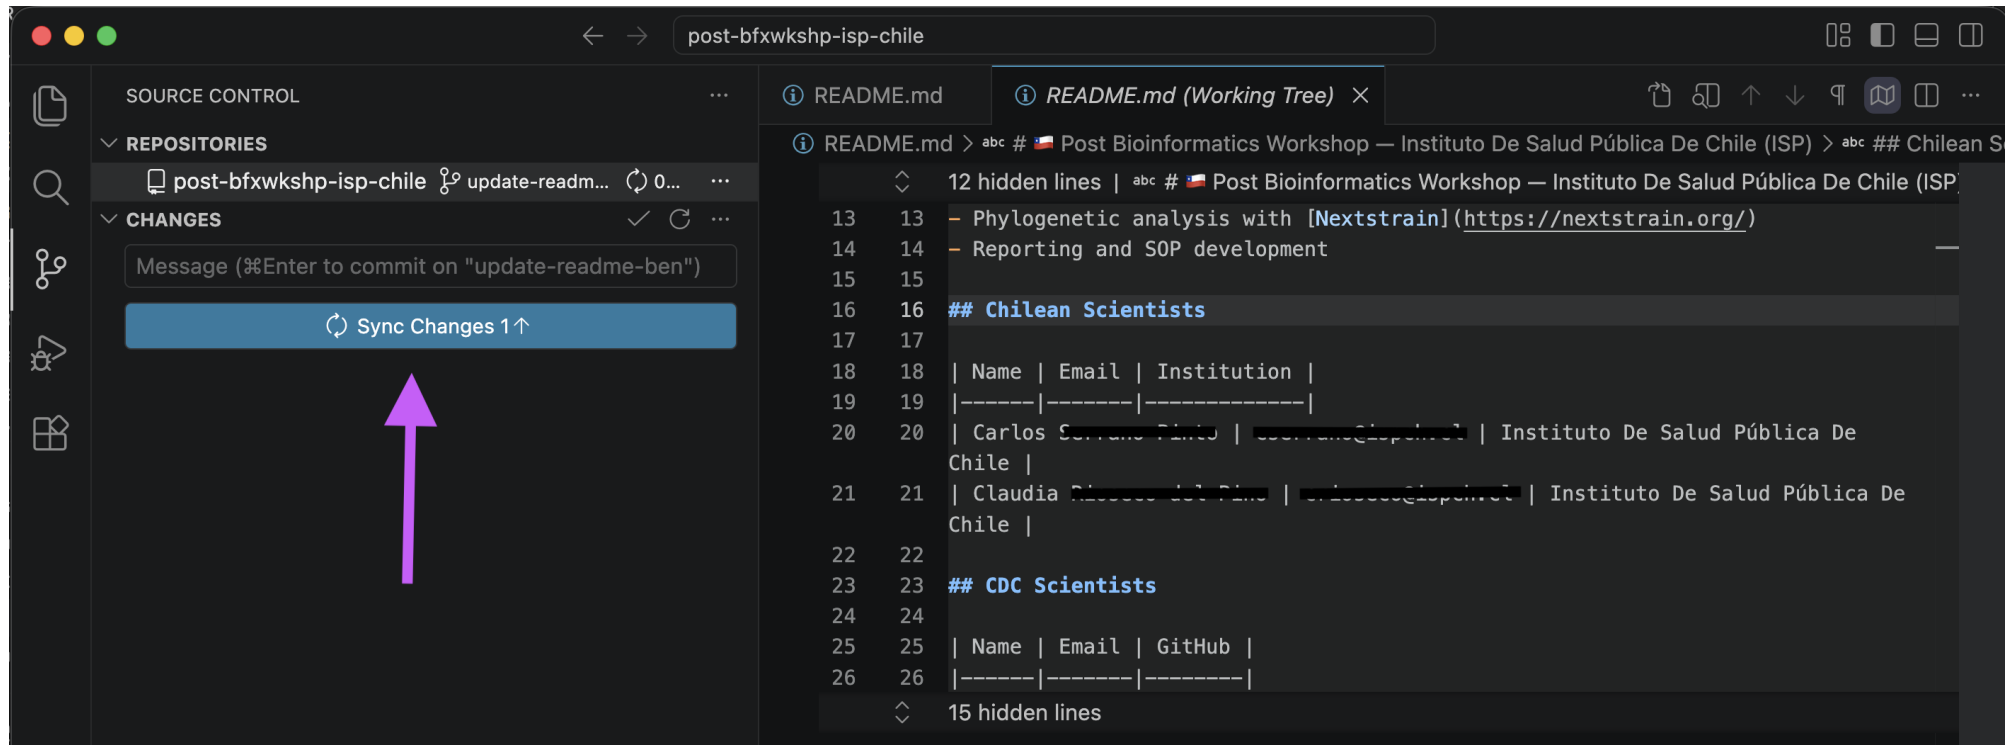 post-bfxwkshp-isp-chile
SOURCE CONTROL
REPOSITORIES
post-bfxwkshp-isp-chile update-readm... 0...
CHANGES
Message (⌘Enter to commit on "update-readme-ben")
Sync Changes 1↑
README.md
README.md (Working Tree)
README.md > abc # 🇨🇱 Post Bioinformatics Workshop — Instituto De Salud Pública De Chile (ISP) > abc ## Chilean S
12 hidden lines | abc # 🇨🇱 Post Bioinformatics Workshop — Instituto De Salud Pública De Chile (ISP)
13 13 - Phylogenetic analysis with [Nextstrain](https://nextstrain.org/)
14 14 - Reporting and SOP development
15 15
16 16 ## Chilean Scientists
17 17
18 18 | Name | Email | Institution |
19 19 |------|-------|-------------|
20 20 | Carlos | | Instituto De Salud Pública De
Chile |
21 21 | Claudia | | Instituto De Salud Pública De
Chile |
22 22
23 23 ## CDC Scientists
24 24
25 25 | Name | Email | GitHub |
26 26 |------|-------|--------|
15 hidden lines